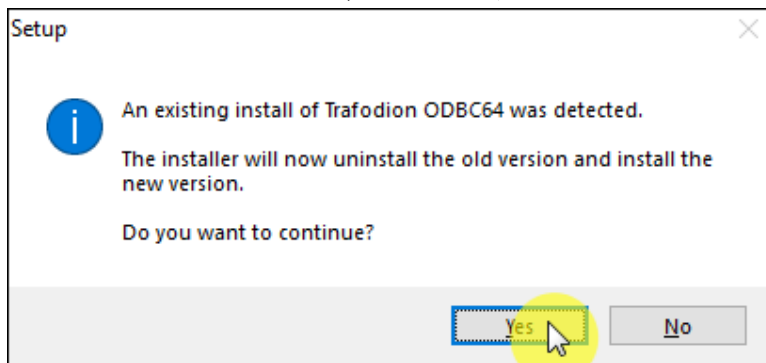 Setup
An existing install of Trafodion ODBC64 was detected.
The installer will now uninstall the old version and install the
new version.
Do you want to continue?
Yes
No